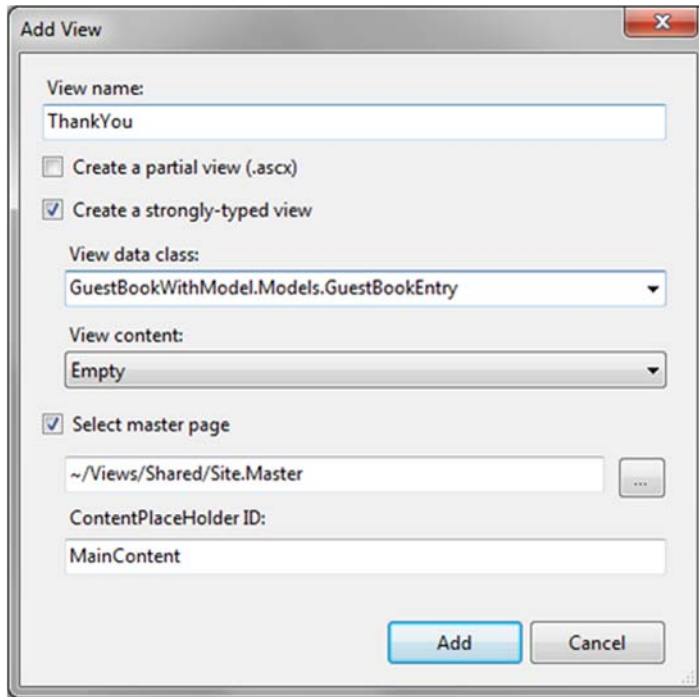 Add View
View name:
ThankYou
Create a partial view (.ascx)
Create a strongly-typed view
View data class:
GuestBookWithModel.Models.GuestBookEntry
View content:
Empty
Select master page
~/Views/Shared/Site.Master
...
ContentPlaceHolder ID:
MainContent
Add Cancel